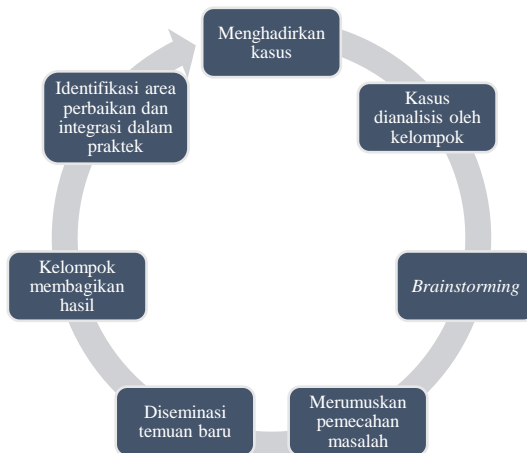 Menghadirkan
kasus
Kasus
dianalisis oleh
kelompok
Brainstorming
Merumuskan
pemecahan
masalah
Diseminasi
temuan baru
Kelompok
membagikan
hasil
Identifikasi area
perbaikan dan
integrasi dalam
praktek